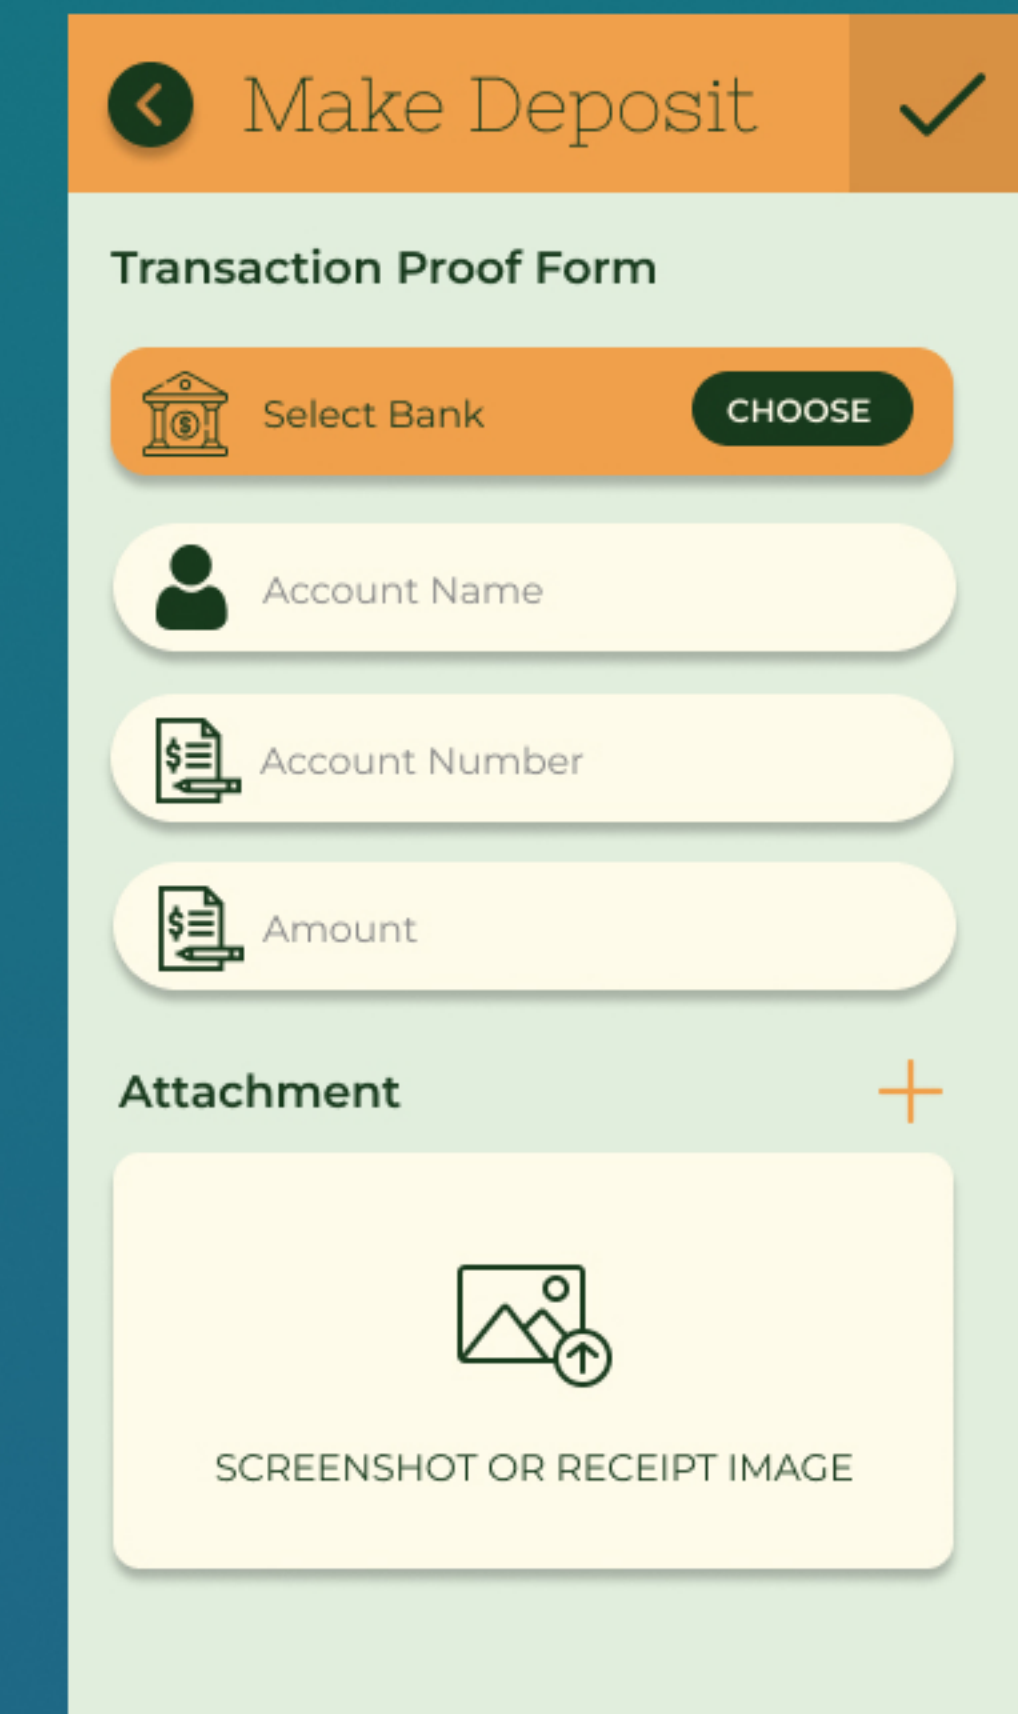 Make Deposit
Transaction Proof Form
Select Bank
CHOOSE
Account Name
Account Number
Amount
Attachment
SCREENSHOT OR RECEIPT IMAGE